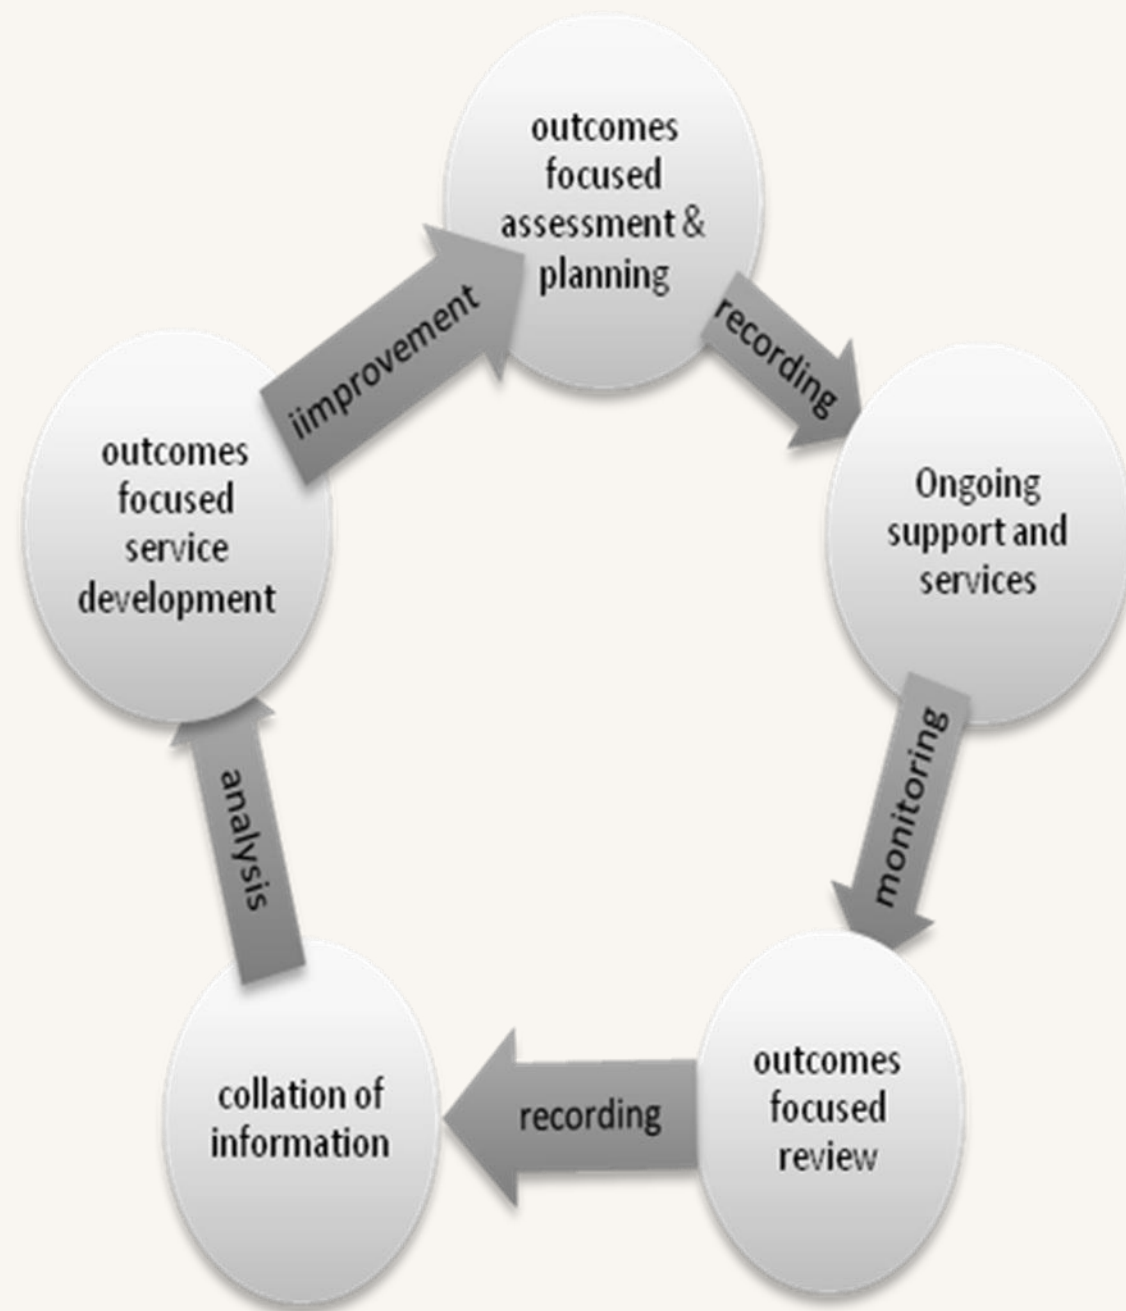 outcomes
focused
assessment &
planning
recording
Ongoing
support and
services
monitoring
outcomes
focused
review
recording
collation of
information
analysis
outcomes
focused
service
development
iimprovement